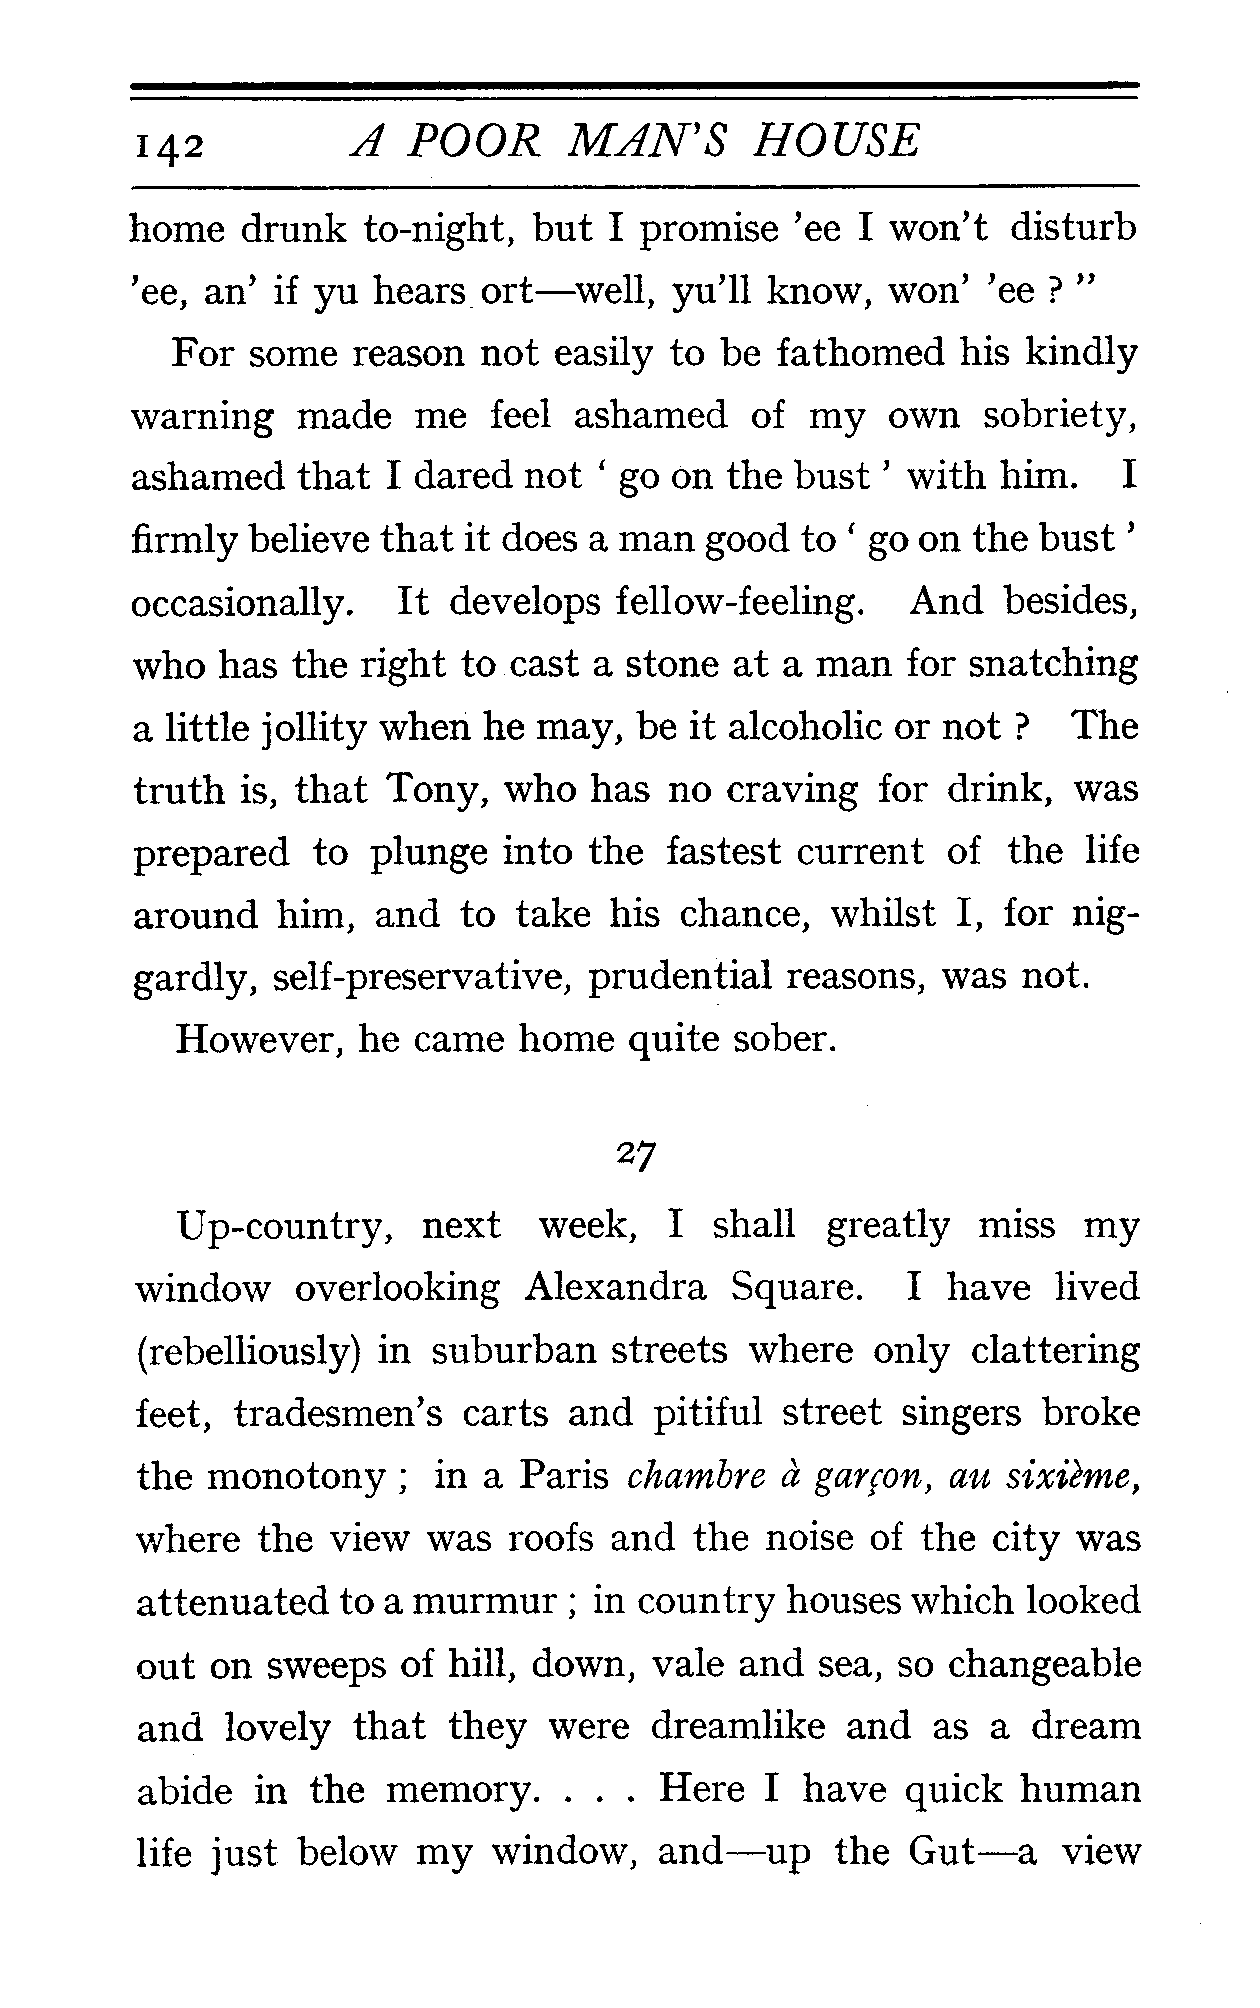 142 A POOR MAN'S HOUSE
home drunk to-night, but I promise 'ee I won't disturb
'ee, an' if yu hears ort—well, yu'll know, won' 'ee ? "
For some reason not easily to be fathomed his kindly
warning made me feel ashamed of my own sobriety,
ashamed that I dared not ' go on the bust ' with him. I
firmly believe that it does a man good to ' go on the bust '
occasionally. It develops fellow-feeling. And besides,
who has the right to cast a stone at a man for snatching
a little jollity when he may, be it alcoholic or not ? The
truth is, that Tony, who has no craving for drink, was
prepared to plunge into the fastest current of the life
around him, and to take his chance, whilst I, for nig-
gardly, self-preservative, prudential reasons, was not.
However, he came home quite sober.
27
Up-country, next week, I shall greatly miss my
window overlooking Alexandra Square. I have lived
(rebelliously) in suburban streets where only clattering
feet, tradesmen's carts and pitiful street singers broke
the monotony ; in a Paris chambre à garçon, au sixième,
where the view was roofs and the noise of the city was
attenuated to a murmur ; in country houses which looked
out on sweeps of hill, down, vale and sea, so changeable
and lovely that they were dreamlike and as a dream
abide in the memory. . . . Here I have quick human
life just below my window, and—up the Gut—a view